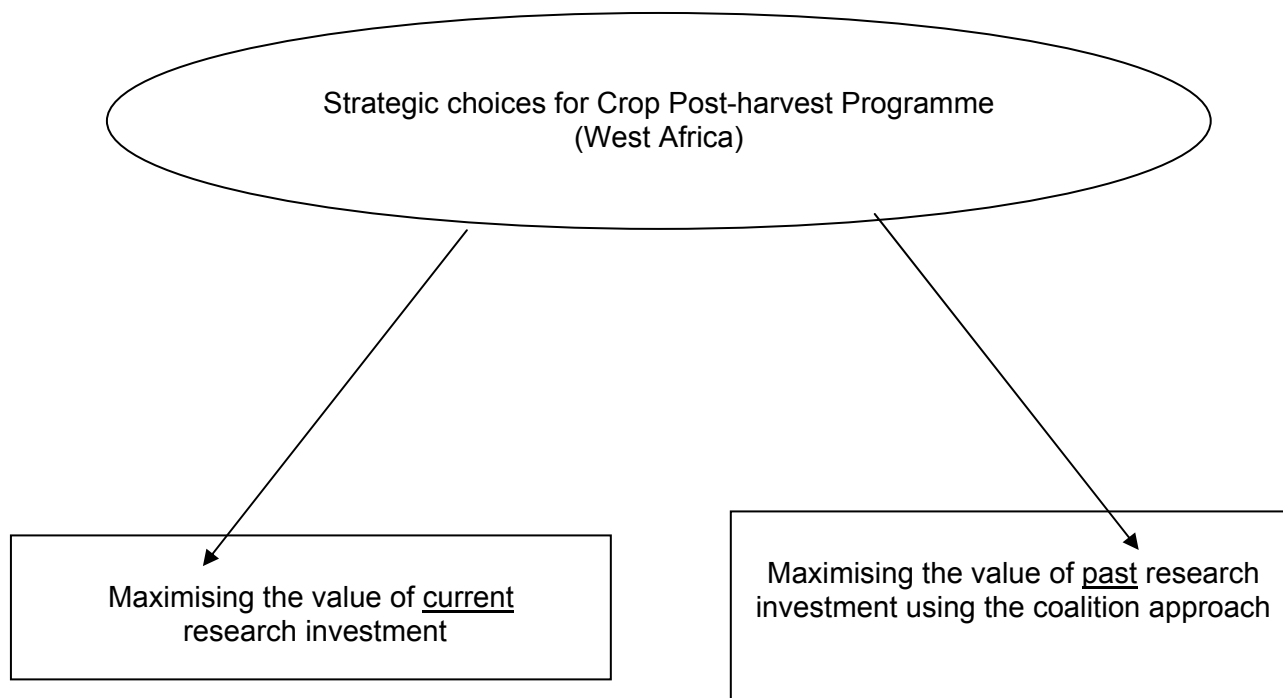 Strategic choices for Crop Post-harvest Programme
(West Africa)
Maximising the value of current
research investment
Maximising the value of past research
investment using the coalition approach